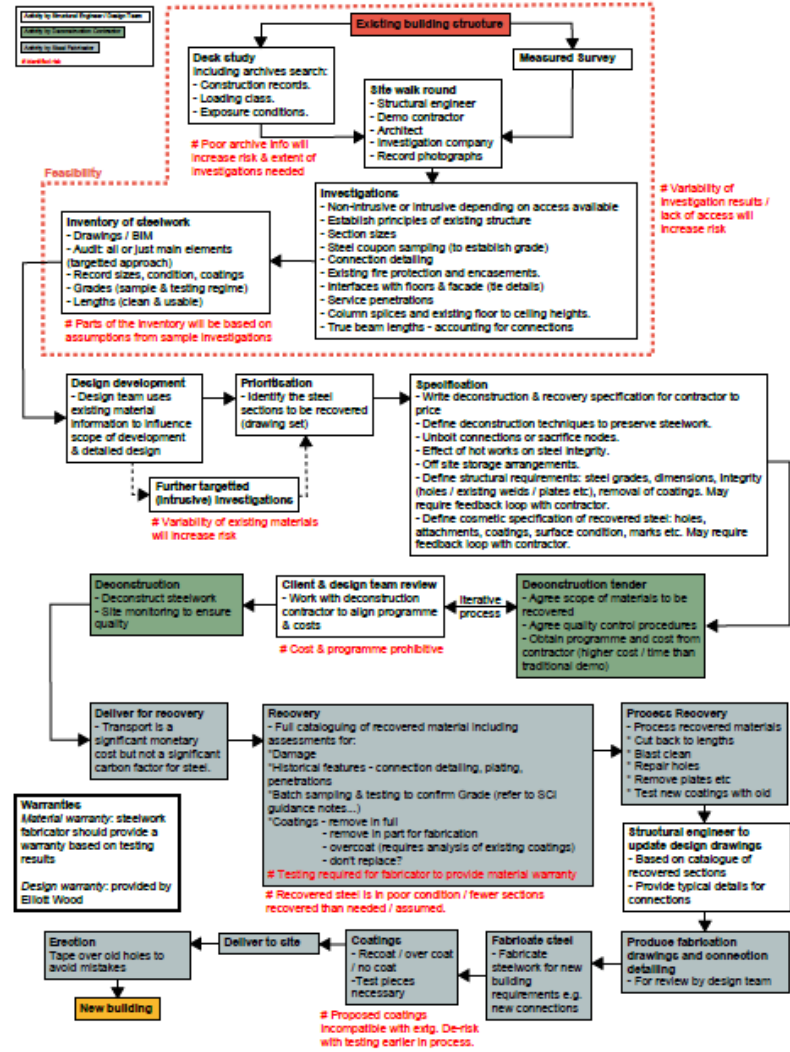 Activity by Structural Engineer / Design Team
Activity by Deconstruction Contractor
Activity by Steel Fabricator
# Identified risk
Existing building structure
Desk study
Including archives search:
- Construction records.
- Loading class.
- Exposure conditions.
Measured Survey
Site walk round
- Structural engineer
- Demo contractor
- Architect
- Investigation company
- Record photographs
# Poor archive info will
increase risk & extent of
investigations needed
Feasibility
Investigations
- Non-intrusive or intrusive depending on access available
- Establish principles of existing structure
- Section sizes
- Steel coupon sampling (to establish grade)
- Connection detailing
- Existing fire protection and encasements.
- Interfaces with floors & facade (tie details)
- Service penetrations
- Column splices and existing floor to ceiling heights.
- True beam lengths - accounting for connections
# Variability of
investigation results /
lack of access will
increase risk
Inventory of steelwork
- Drawings / BIM
- Audit: all or just main elements
(targetted approach)
- Record sizes, condition, coatings
- Grades (sample & testing regime)
- Lengths (clean & usable)
# Parts of the inventory will be based on
assumptions from sample investigations
Design development
- Design team uses
existing material
information to influence
scope of development
& detailed design
Prioritisation
- Identify the steel
sections to be recovered
(drawing set)
Further targetted
(intrusive) investigations
# Variability of existing materials
will increase risk
Specification
- Write deconstruction & recovery specification for contractor to
price
- Define deconstruction techniques to preserve steelwork.
- Unbolt connections or sacrifice nodes.
- Effect of hot works on steel integrity.
- Off site storage arrangements.
- Define structural requirements: steel grades, dimensions, integrity
(holes / existing welds / plates etc), removal of coatings. May
require feedback loop with contractor.
- Define cosmetic specification of recovered steel: holes,
attachments, coatings, surface condition, marks etc. May require
feedback loop with contractor.
Deconstruction
- Deconstruct steelwork
- Site monitoring to ensure
quality
Client & design team review
- Work with deconstruction
contractor to align programme
& costs
# Cost & programme prohibitive
Iterative
process
Deconstruction tender
- Agree scope of materials to be
recovered
- Agree quality control procedures
- Obtain programme and cost from
contractor (higher cost / time than
traditional demo)
Deliver for recovery
- Transport is a
significant monetary
cost but not a significant
carbon factor for steel.
Recovery
- Full cataloguing of recovered material including
assessments for:
*Damage
*Historical features - connection detailing, plating,
penetrations
*Batch sampling & testing to confirm Grade (refer to SCI
guidance notes...)
*Coatings - remove in full
- remove in part for fabrication
- overcoat (requires analysis of existing coatings)
- don't replace?
# Testing required for fabricator to provide material warranty
# Recovered steel is in poor condition / fewer sections
recovered than needed / assumed.
Process Recovery
- Process recovered materials
* Cut back to lengths
* Blast clean
* Repair holes
* Remove plates etc
* Test new coatings with old
Warranties
Material warranty: steelwork
fabricator should provide a
warranty based on testing
results
Design warranty: provided by
Elliott Wood
Structural engineer to
update design drawings
- Based on catalogue of
recovered sections
- Provide typical details for
connections
Erection
Tape over old holes to
avoid mistakes
Deliver to site
Coatings
- Recoat / over coat
/ no coat
-Test pieces
necessary
Fabricate steel
- Fabricate
steelwork for new
building
requirements e.g.
new connections
Produce fabrication
drawings and connection
detailing
- For review by design team
New building
# Proposed coatings
incompatible with extg. De-risk
with testing earlier in process.